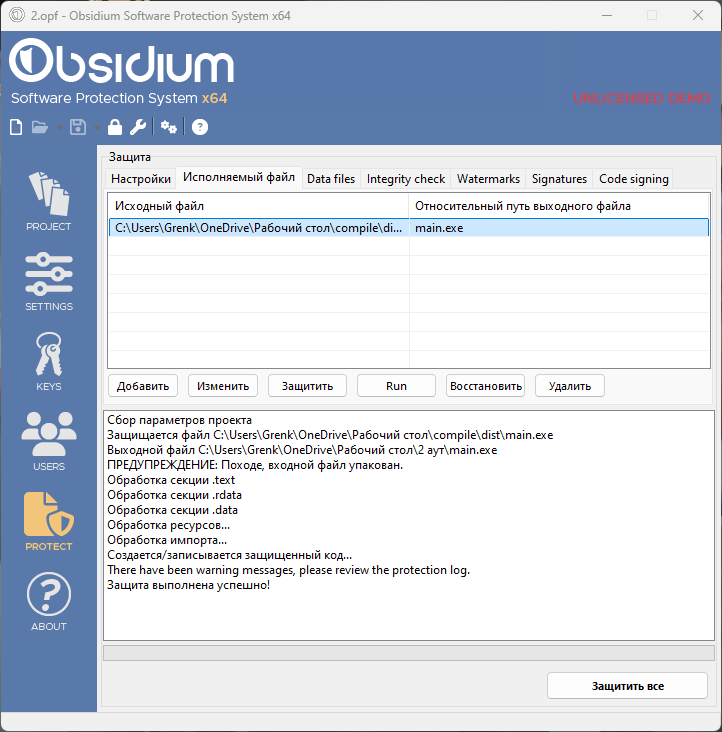 2.opf - Obsidium Software Protection System x64
Obsidium
Software Protection System x64
UNLICENSED DEMO
PROJECT
SETTINGS
KEYS
USERS
PROTECT
ABOUT
Защита
Настройки Исполняемый файл Data files Integrity check Watermarks Signatures Code signing
Исходный файл Относительный путь выходного файла
C:\Users\Grenk\OneDrive\Рабочий стол\compile\di... main.exe
Добавить Изменить Защитить Run Восстановить Удалить
Сбор параметров проекта
Защищается файл C:\Users\Grenk\OneDrive\Рабочий стол\compile\dist\main.exe
Выходной файл C:\Users\Grenk\OneDrive\Рабочий стол\2 аут\main.exe
ПРЕДУПРЕЖДЕНИЕ: Походе, входной файл упакован.
Обработка секции .text
Обработка секции .rdata
Обработка секции .data
Обработка ресурсов...
Обработка импорта...
Создается/записывается защищенный код...
There have been warning messages, please review the protection log.
Защита выполнена успешно!
Защитить все